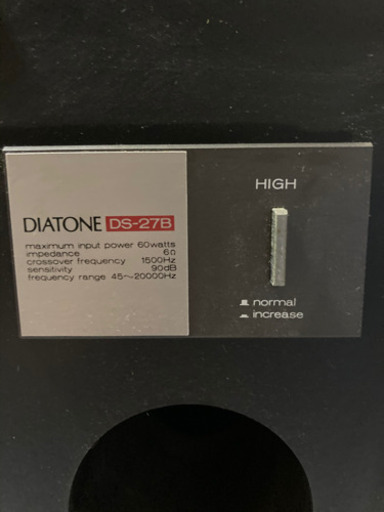 DIATONE DS-27B
maximum input power 60watts
impedance 6Ω
crossover frequency 1500Hz
sensitivity 90dB
frequency range 45~20000Hz
HIGH
normal
increase